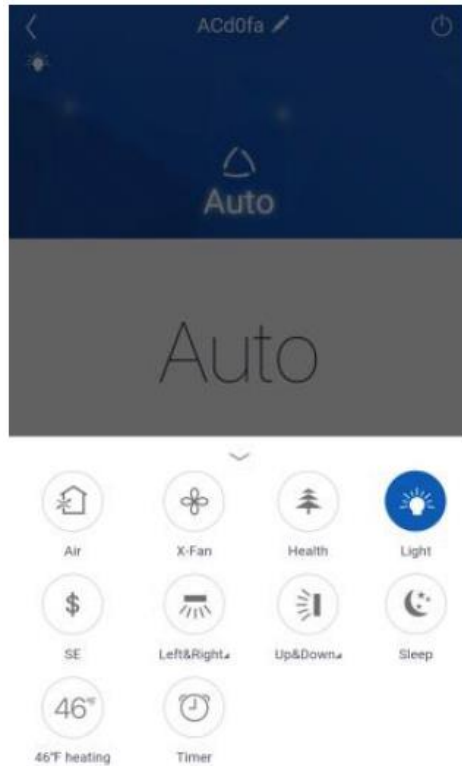 ACd0fa
Auto
Auto
Air X-Fan Health Light
$
SE Left&Right Up&Down Sleep
46°F
46°F heating Timer